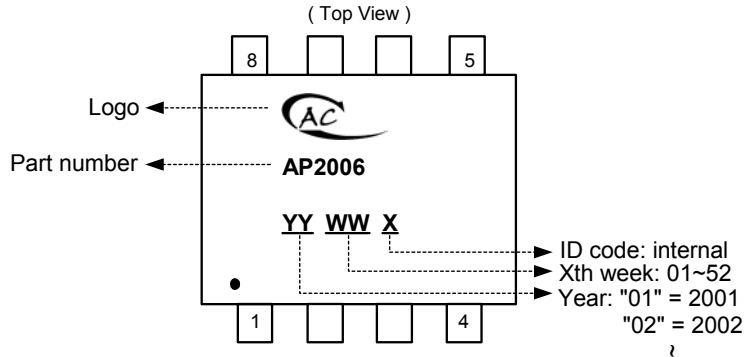 ( Top View )
8
5
Logo
AC
Part number
AP2006
YY WW X
ID code: internal
Xth week: 01~52
Year: "01" = 2001
"02" = 2002
~
1
4